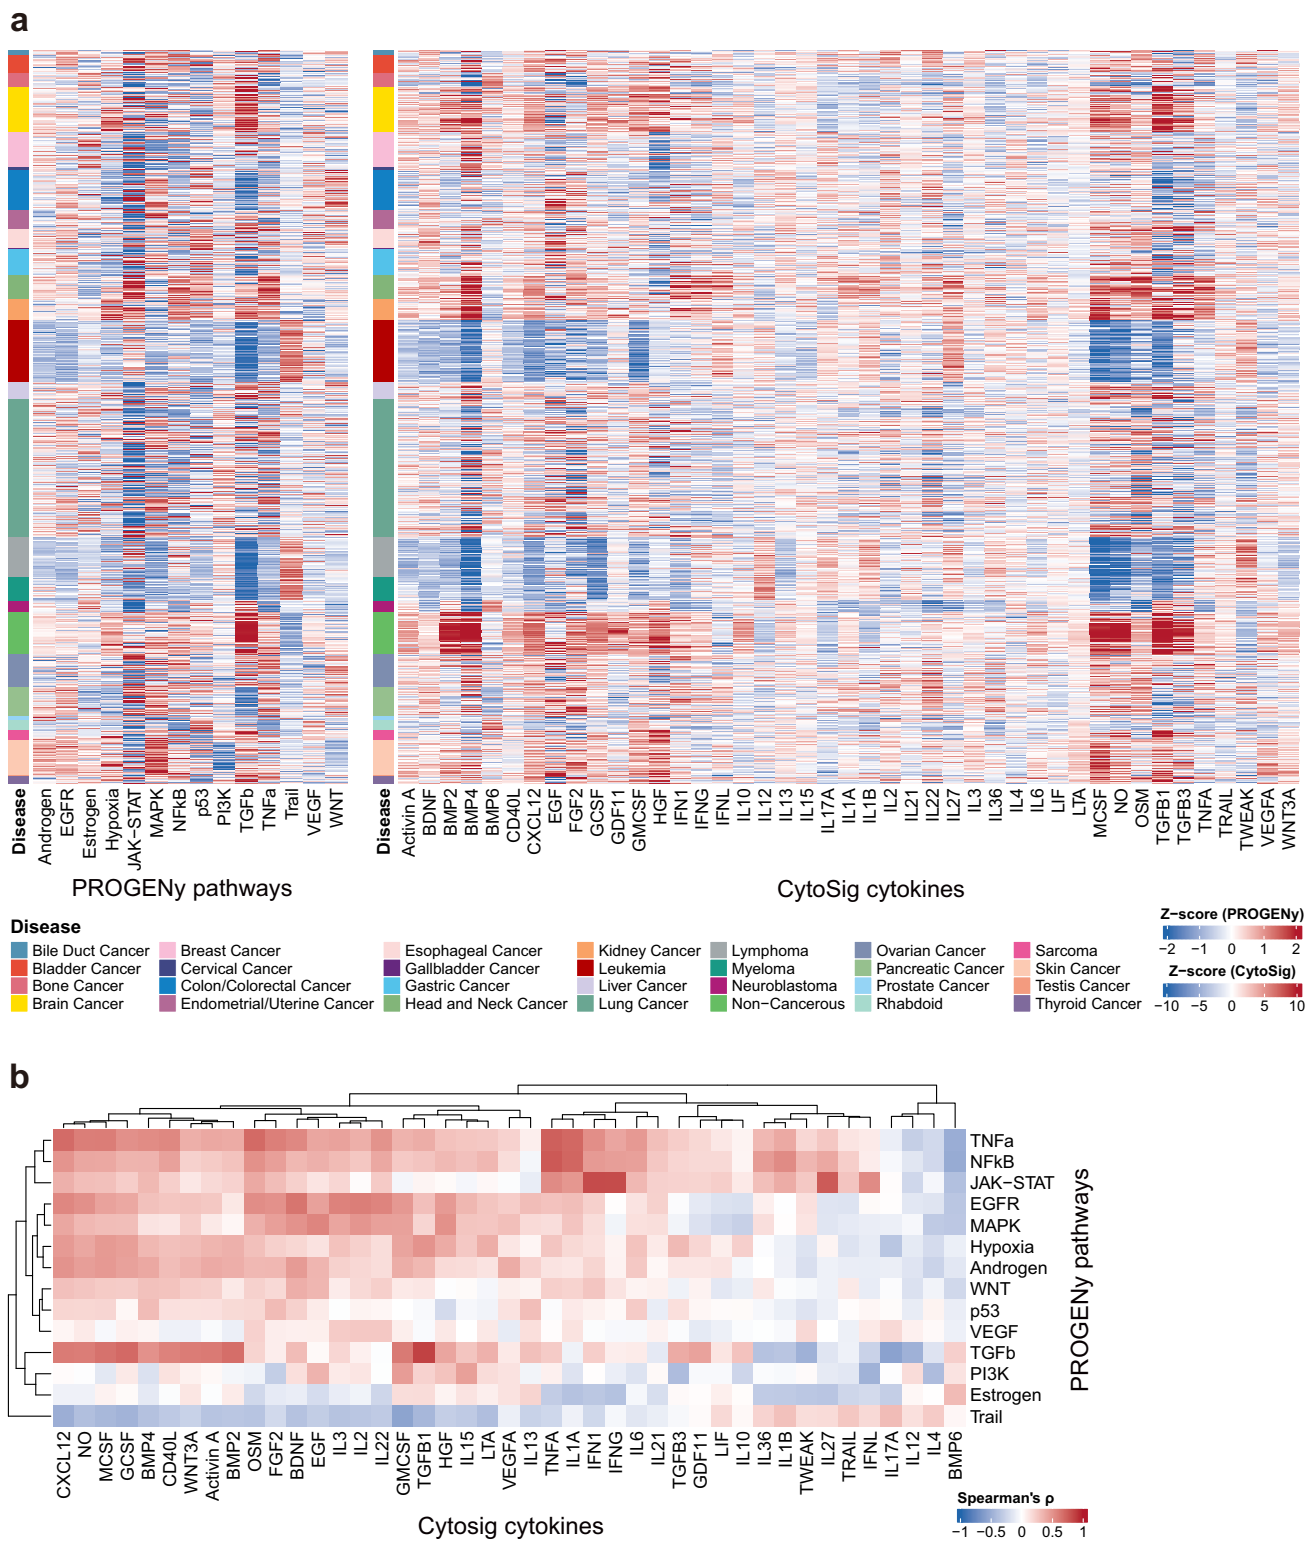 a
Disease
Androgen
EGFR
Estrogen
Hypoxia
JAK−STAT
MAPK
NFkB
p53
PI3K
TGFb
TNFa
Trail
VEGF
WNT
PROGENy pathways
Disease
Activin A
BDNF
BMP2
BMP4
BMP6
CD40L
CXCL12
EGF
FGF2
GCSF
GDF11
GMCSF
HGF
IFN1
IFNG
IFNL
IL10
IL12
IL13
IL15
IL17A
IL1A
IL1B
IL2
IL21
IL22
IL27
IL3
IL36
IL4
IL6
LIF
LTA
MCSF
NO
OSM
TGFB1
TGFB3
TNFA
TRAIL
TWEAK
VEGFA
WNT3A
CytoSig cytokines
Disease
Bile Duct Cancer
Bladder Cancer
Bone Cancer
Brain Cancer
Breast Cancer
Cervical Cancer
Colon/Colorectal Cancer
Endometrial/Uterine Cancer
Esophageal Cancer
Gallbladder Cancer
Gastric Cancer
Head and Neck Cancer
Kidney Cancer
Leukemia
Liver Cancer
Lung Cancer
Lymphoma
Myeloma
Neuroblastoma
Non−Cancerous
Ovarian Cancer
Pancreatic Cancer
Prostate Cancer
Rhabdoid
Sarcoma
Skin Cancer
Testis Cancer
Thyroid Cancer
Z−score (PROGENy)
−2 −1 0 1 2
Z−score (CytoSig)
−10 −5 0 5 10
b
TNFa
NFkB
JAK−STAT
EGFR
MAPK
Hypoxia
Androgen
WNT
p53
VEGF
TGFb
PI3K
Estrogen
Trail
PROGENy pathways
CXCL12
NO
MCSF
GCSF
BMP4
CD40L
WNT3A
Activin A
BMP2
OSM
FGF2
BDNF
EGF
IL3
IL2
IL22
GMCSF
TGFB1
HGF
IL15
LTA
VEGFA
IL13
TNFA
IL1A
IFN1
IFNG
IL6
IL21
TGFB3
GDF11
LIF
IL10
IL36
IL1B
TWEAK
IL27
TRAIL
IFNL
IL17A
IL12
IL4
BMP6
Cytosig cytokines
Spearman's ρ
−1 −0.5 0 0.5 1